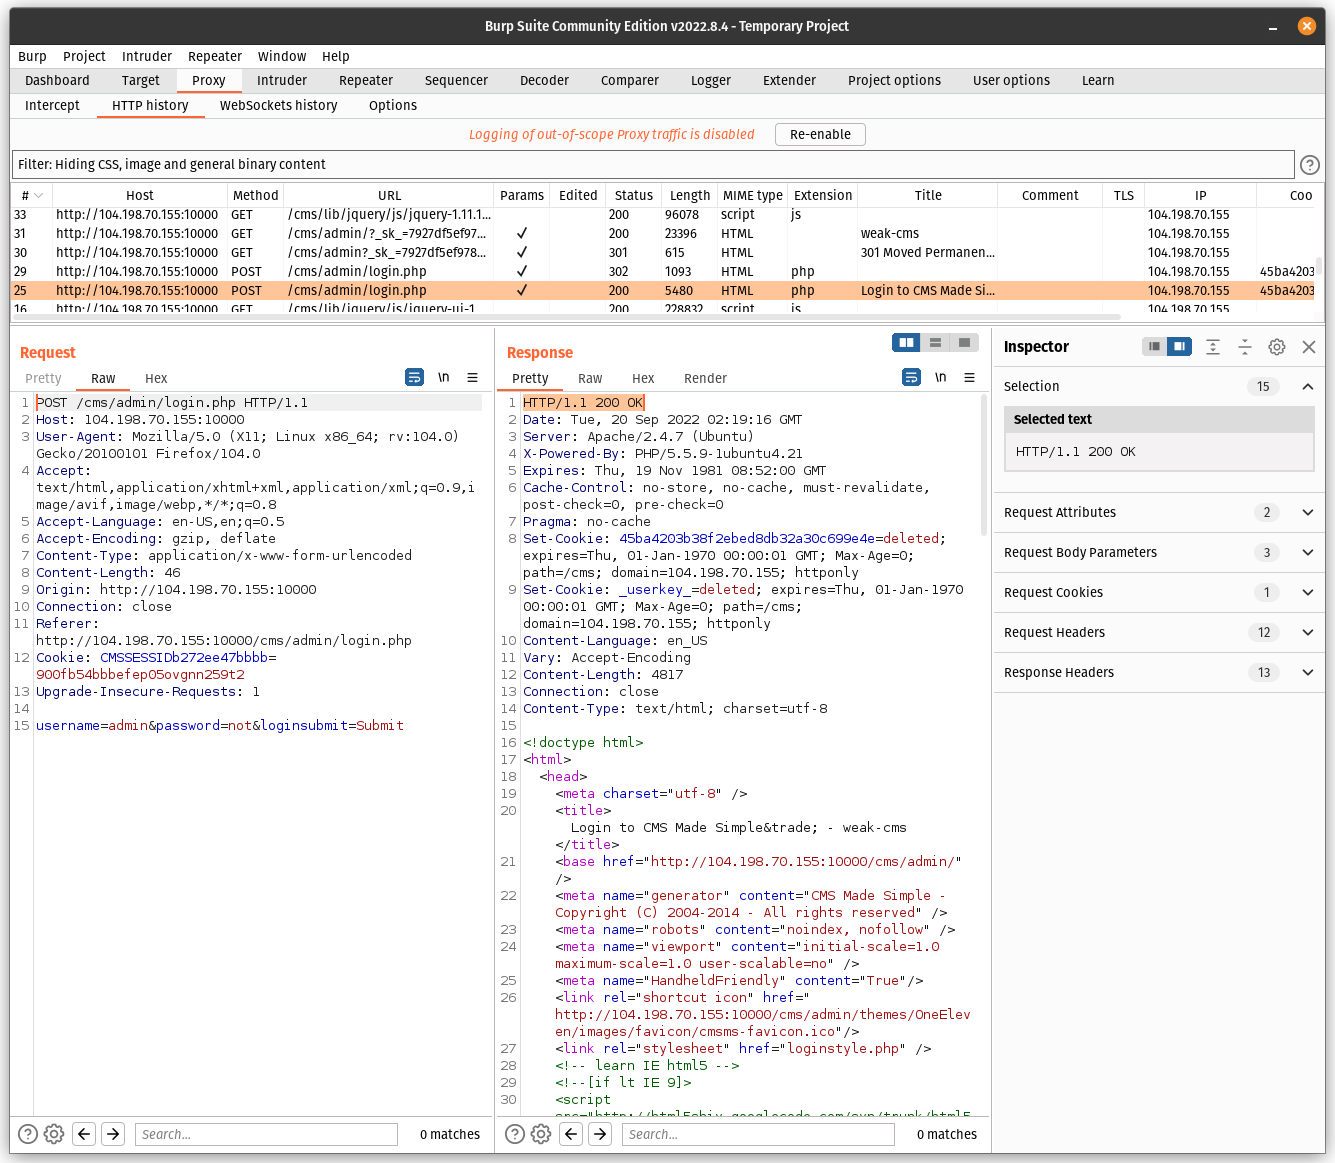 Burp Suite Community Edition v2022.8.4 - Temporary Project
Burp Project Intruder Repeater Window Help
Dashboard Target Proxy Intruder Repeater Sequencer Decoder Comparer Logger Extender Project options User options Learn
Intercept HTTP history WebSockets history Options
Logging of out-of-scope Proxy traffic is disabled Re-enable
Filter: Hiding CSS, image and general binary content
# Host Method URL Params Edited Status Length MIME type Extension Title Comment TLS IP Coo
33 http://104.198.70.155:10000 GET /cms/lib/jquery/js/jquery-1.11.1... 200 96078 script js 104.198.70.155
31 http://104.198.70.155:10000 GET /cms/admin/?_sk_=7927df5ef97... ✓ 200 23396 HTML weak-cms 104.198.70.155
30 http://104.198.70.155:10000 GET /cms/admin?_sk_=7927df5ef978... ✓ 301 615 HTML 301 Moved Permanen... 104.198.70.155
29 http://104.198.70.155:10000 POST /cms/admin/login.php ✓ 302 1093 HTML php 104.198.70.155 45ba4203
25 http://104.198.70.155:10000 POST /cms/admin/login.php ✓ 200 5480 HTML php Login to CMS Made Si... 104.198.70.155 45ba4203
16 http://104.198.70.155:10000 GET /cms/lib/jquery/js/jquery-ui-1 200 228832 script js 104.198.70.155
Request
Pretty Raw Hex \n
1 POST /cms/admin/login.php HTTP/1.1
2 Host: 104.198.70.155:10000
3 User-Agent: Mozilla/5.0 (X11; Linux x86_64; rv:104.0)
Gecko/20100101 Firefox/104.0
4 Accept:
text/html,application/xhtml+xml,application/xml;q=0.9,i
mage/avif,image/webp,*/*;q=0.8
5 Accept-Language: en-US,en;q=0.5
6 Accept-Encoding: gzip, deflate
7 Content-Type: application/x-www-form-urlencoded
8 Content-Length: 46
9 Origin: http://104.198.70.155:10000
10 Connection: close
11 Referer:
http://104.198.70.155:10000/cms/admin/login.php
12 Cookie: CMSSESSIDb272ee47bbbb=
900fb54bbbefep05ovgnn259t2
13 Upgrade-Insecure-Requests: 1
14
15 username=admin&password=not&loginsubmit=Submit
Search... 0 matches
Response
Pretty Raw Hex Render \n
1 HTTP/1.1 200 OK
2 Date: Tue, 20 Sep 2022 02:19:16 GMT
3 Server: Apache/2.4.7 (Ubuntu)
4 X-Powered-By: PHP/5.5.9-1ubuntu4.21
5 Expires: Thu, 19 Nov 1981 08:52:00 GMT
6 Cache-Control: no-store, no-cache, must-revalidate,
post-check=0, pre-check=0
7 Pragma: no-cache
8 Set-Cookie: 45ba4203b38f2ebed8db32a30c699e4e=deleted;
expires=Thu, 01-Jan-1970 00:00:01 GMT; Max-Age=0;
path=/cms; domain=104.198.70.155; httponly
9 Set-Cookie: _userkey_=deleted; expires=Thu, 01-Jan-1970
00:00:01 GMT; Max-Age=0; path=/cms;
domain=104.198.70.155; httponly
10 Content-Language: en_US
11 Vary: Accept-Encoding
12 Content-Length: 4817
13 Connection: close
14 Content-Type: text/html; charset=utf-8
15
16 <!doctype html>
17 <html>
18 <head>
19 <meta charset="utf-8" />
20 <title>
Login to CMS Made Simple&trade; - weak-cms
</title>
21 <base href="http://104.198.70.155:10000/cms/admin/"
/>
22 <meta name="generator" content="CMS Made Simple -
Copyright (C) 2004-2014 - All rights reserved" />
23 <meta name="robots" content="noindex, nofollow" />
24 <meta name="viewport" content="initial-scale=1.0
maximum-scale=1.0 user-scalable=no" />
25 <meta name="HandheldFriendly" content="True"/>
26 <link rel="shortcut icon" href="
http://104.198.70.155:10000/cms/admin/themes/OneElev
en/images/favicon/cmsms-favicon.ico"/>
27 <link rel="stylesheet" href="loginstyle.php" />
28 <!-- learn IE html5 -->
29 <!--[if lt IE 9]>
30 <script
src="http://html5shiv.googlecode.com/svn/trunk/html5
Search... 0 matches
Inspector
Selection 15
Selected text
HTTP/1.1 200 OK
Request Attributes 2
Request Body Parameters 3
Request Cookies 1
Request Headers 12
Response Headers 13